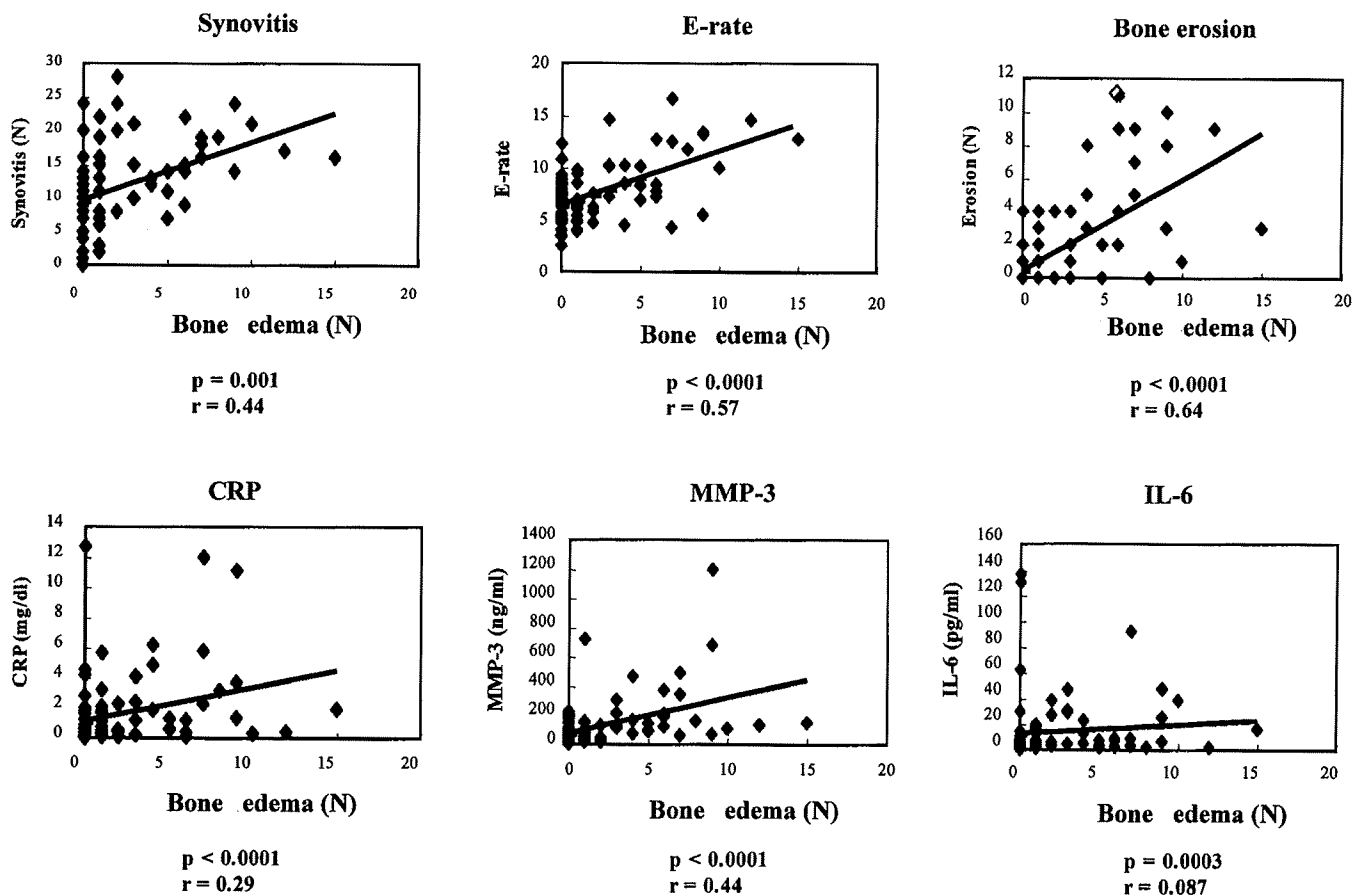 Synovitis
30
25
20
15
10
5
0
Synovitis (N)
0 5 10 15 20
Bone edema (N)
p = 0.001
r = 0.44
E-rate
20
15
10
5
0
E-rate
0 5 10 15 20
Bone edema (N)
p < 0.0001
r = 0.57
Bone erosion
12
10
8
6
4
2
0
Erosion (N)
0 5 10 15 20
Bone edema (N)
p < 0.0001
r = 0.64
CRP
14
12
10
8
6
4
2
0
CRP (mg/dl)
0 5 10 15 20
Bone edema (N)
p < 0.0001
r = 0.29
MMP-3
1400
1200
1000
800
600
400
200
0
MMP-3 (ng/ml)
0 5 10 15 20
Bone edema (N)
p < 0.0001
r = 0.44
IL-6
160
140
120
100
80
60
40
20
0
IL-6 (pg/ml)
0 5 10 15 20
Bone edema (N)
p = 0.0003
r = 0.087